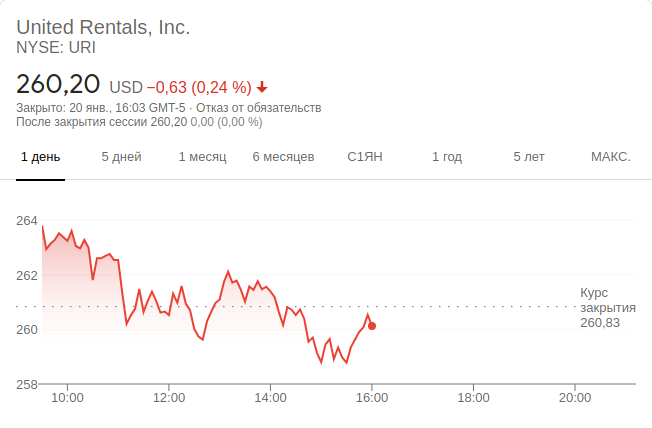 United Rentals, Inc.
NYSE: URI
260,20 USD −0,63 (0,24 %)
Закрыто: 20 янв., 16:03 GMT-5 · Отказ от обязательств
После закрытия сессии 260,20 0,00 (0,00 %)
1 день 5 дней 1 месяц 6 месяцев С1ЯН 1 год 5 лет МАКС.
264
262
Курс
закрытия
260,83
260
258
10:00 12:00 14:00 16:00 18:00 20:00